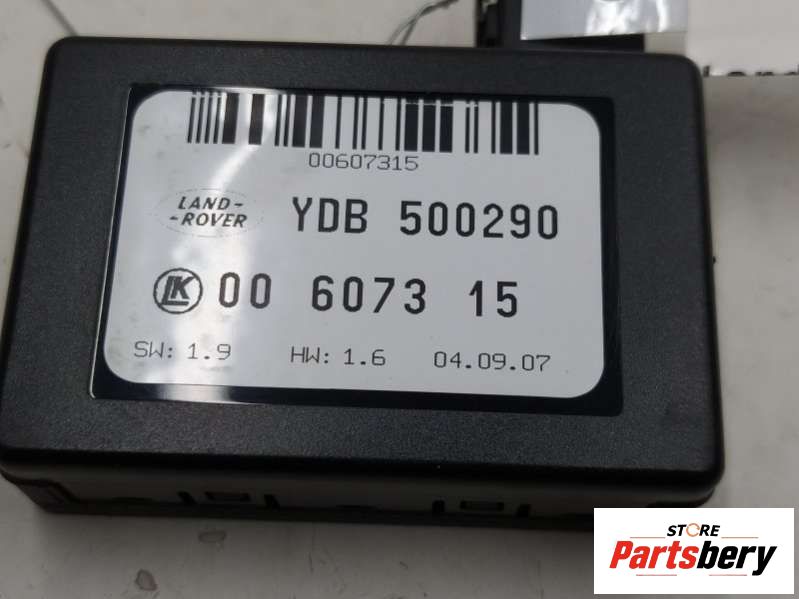 00607315
LAND-
-ROVER
YDB 500290
LK 00 6073 15
SW: 1.9 HW: 1.6 04.09.07
STORE
Partsbery